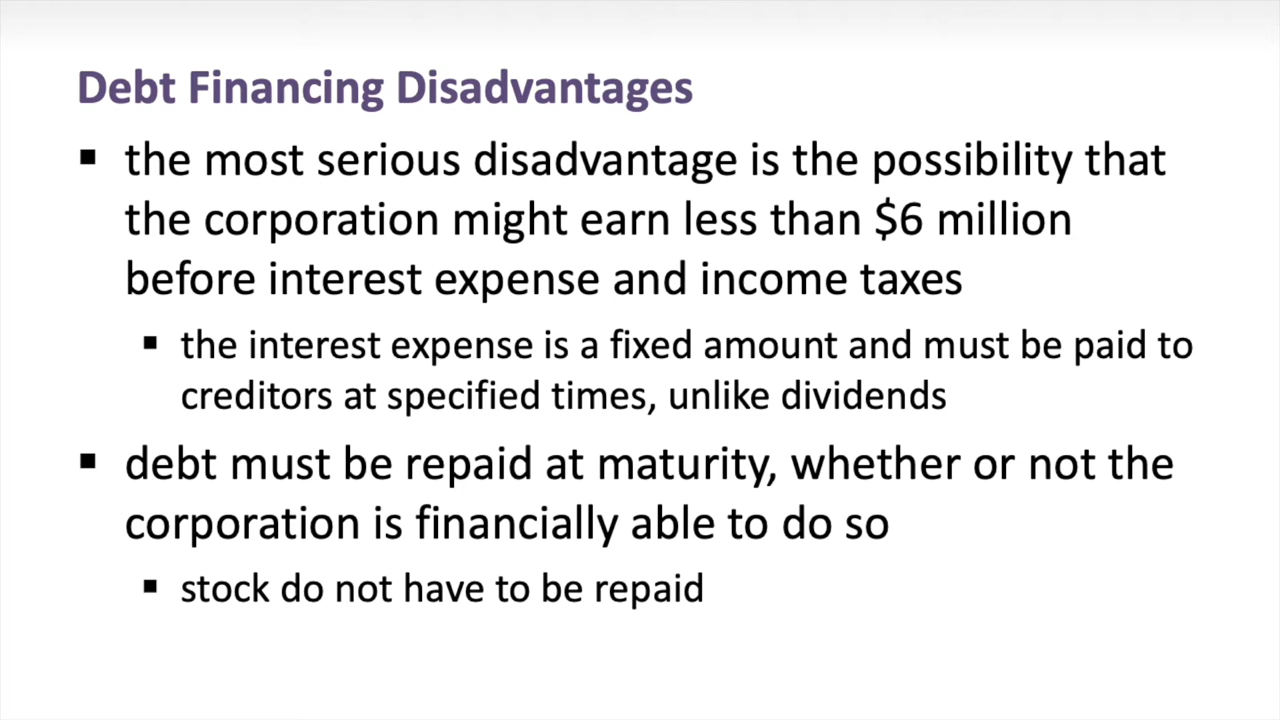 Debt Financing Disadvantages
▪ the most serious disadvantage is the possibility that
the corporation might earn less than $6 million
before interest expense and income taxes
▪ the interest expense is a fixed amount and must be paid to
creditors at specified times, unlike dividends
▪ debt must be repaid at maturity, whether or not the
corporation is financially able to do so
▪ stock do not have to be repaid